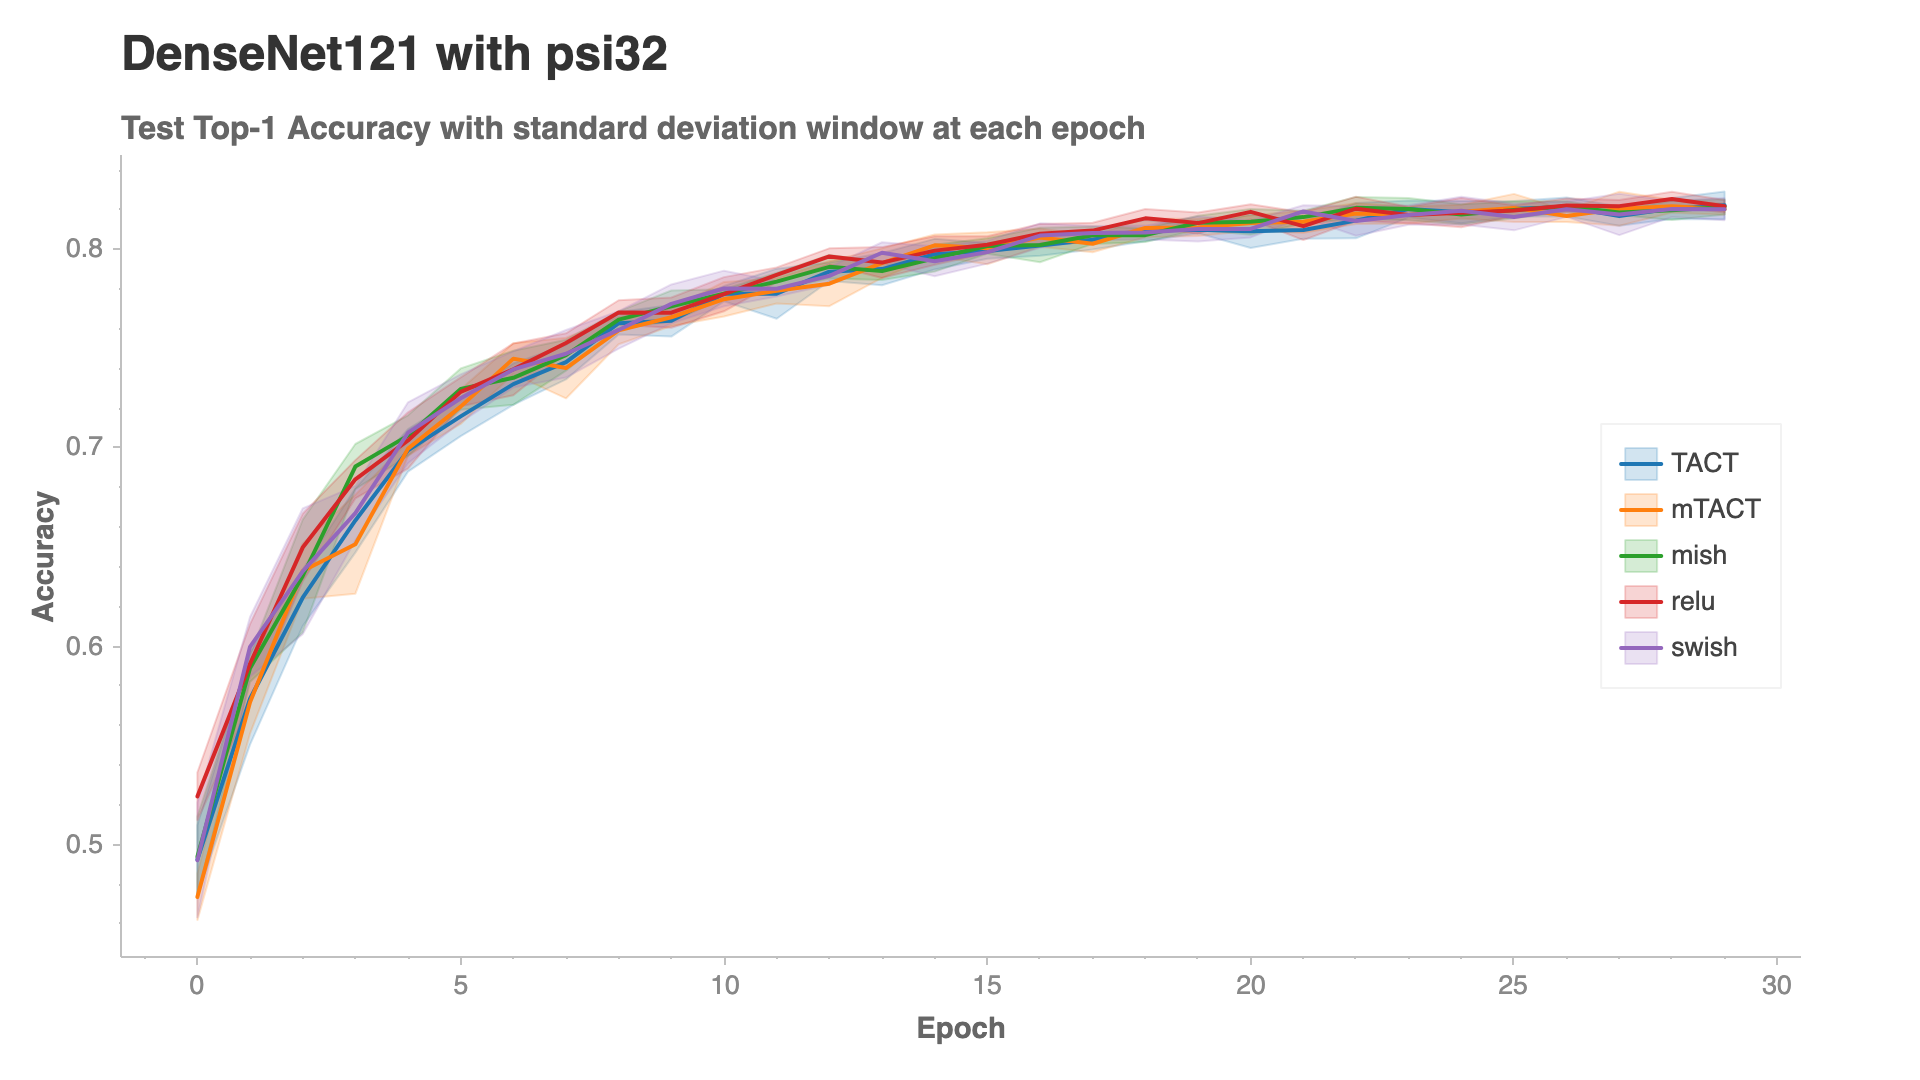 DenseNet121 with psi32
Test Top-1 Accuracy with standard deviation window at each epoch
0.8
0.7
0.6
0.5
Accuracy
TACT
mTACT
mish
relu
swish
0 5 10 15 20 25 30
Epoch